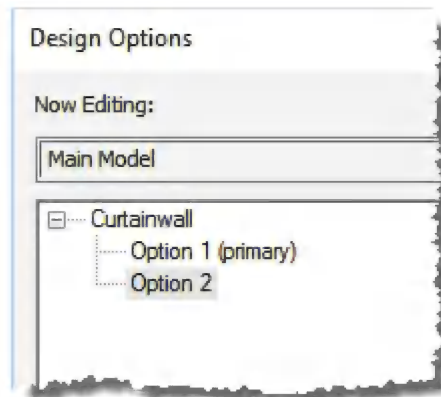 Design Options
Now Editing:
Main Model
Curtainwall
Option 1 (primary)
Option 2